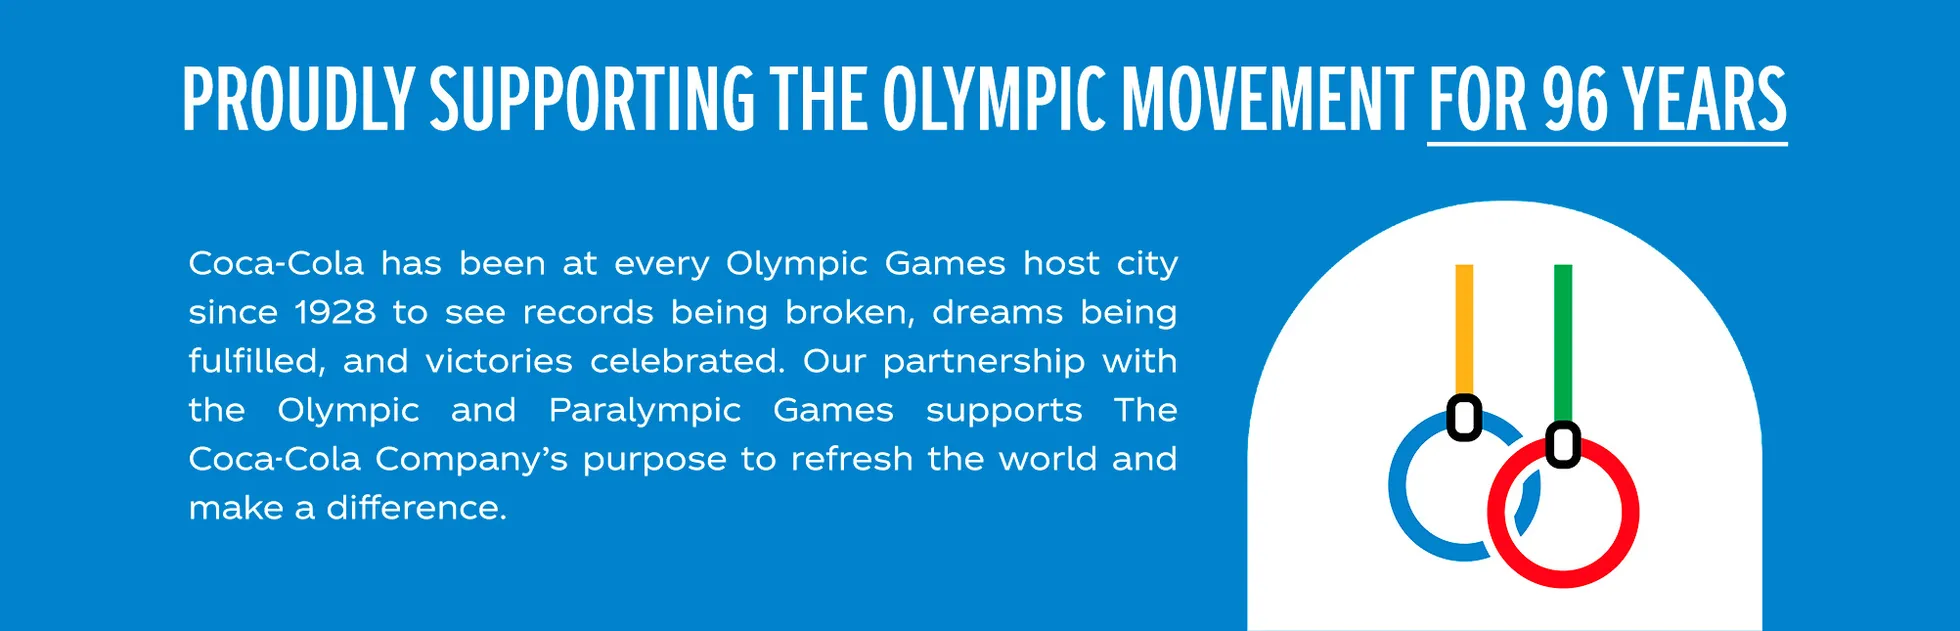 PROUDLY SUPPORTING THE OLYMPIC MOVEMENT FOR 96 YEARS
Coca-Cola has been at every Olympic Games host city
since 1928 to see records being broken, dreams being
fulfilled, and victories celebrated. Our partnership with
the Olympic and Paralympic Games supports The
Coca-Cola Company’s purpose to refresh the world and
make a difference.